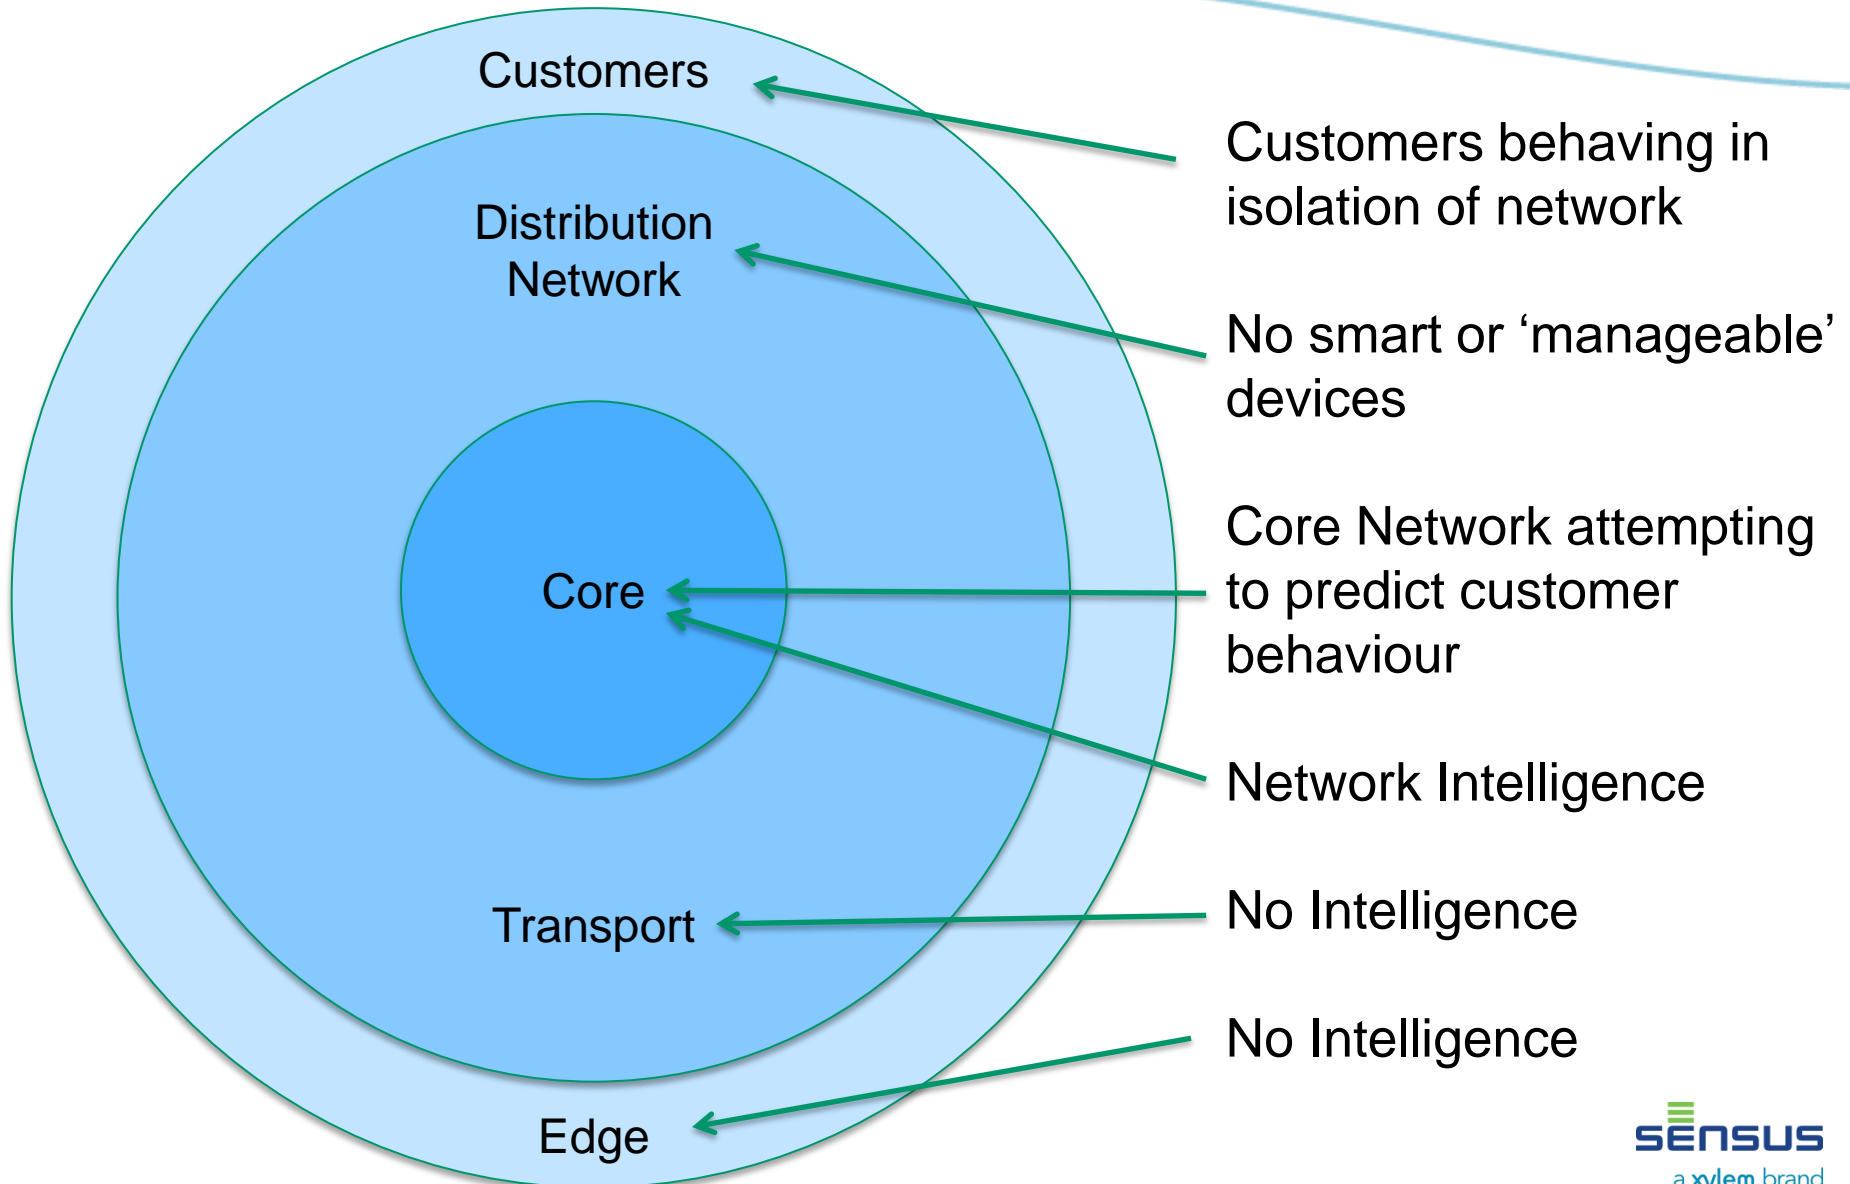 Customers
Distribution
Network
Core
Transport
Edge
Customers behaving in
isolation of network
No smart or ‘manageable’
devices
Core Network attempting
to predict customer
behaviour
Network Intelligence
No Intelligence
No Intelligence
sensus
a xylem brand